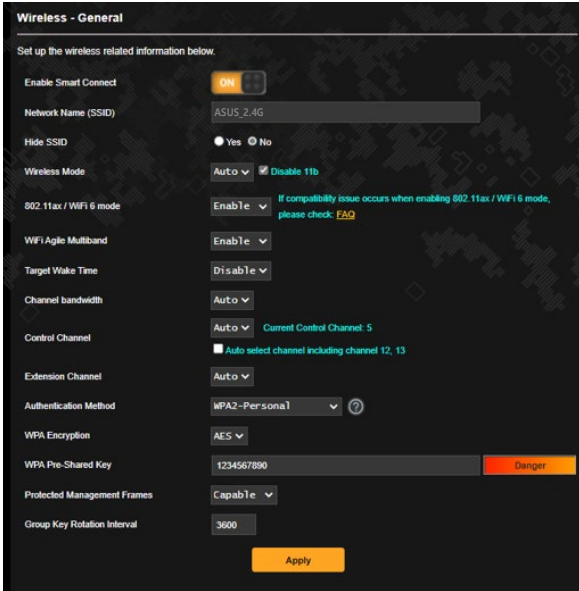 Wireless - General
Set up the wireless related information below.
Enable Smart Connect ON
Network Name (SSID) ASUS_2.4G
Hide SSID Yes No
Wireless Mode Auto Disable 11b
802.11ax / WiFi 6 mode Enable If compatibility issue occurs when enabling 802.11ax / WiFi 6 mode,
please check: FAQ
WiFi Agile Multiband Enable
Target Wake Time Disable
Channel bandwidth Auto
Control Channel Auto Current Control Channel: 5
Auto select channel including channel 12, 13
Extension Channel Auto
Authentication Method WPA2-Personal ?
WPA Encryption AES
WPA Pre-Shared Key 1234567890 Danger
Protected Management Frames Capable
Group Key Rotation Interval 3600
Apply